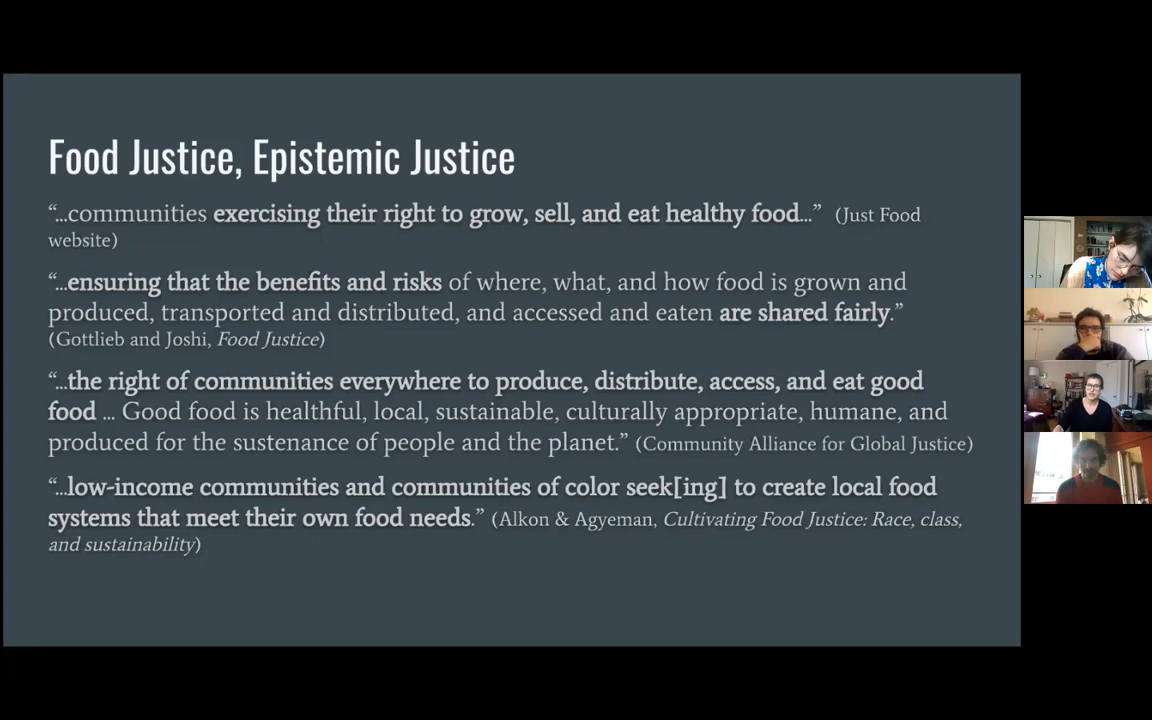 Food Justice, Epistemic Justice
“...communities exercising their right to grow, sell, and eat healthy food...” (Just Food
website)
“...ensuring that the benefits and risks of where, what, and how food is grown and
produced, transported and distributed, and accessed and eaten are shared fairly.”
(Gottlieb and Joshi, Food Justice)
“...the right of communities everywhere to produce, distribute, access, and eat good
food ... Good food is healthful, local, sustainable, culturally appropriate, humane, and
produced for the sustenance of people and the planet.” (Community Alliance for Global Justice)
“...low-income communities and communities of color seek[ing] to create local food
systems that meet their own food needs.” (Alkon & Agyeman, Cultivating Food Justice: Race, class,
and sustainability)